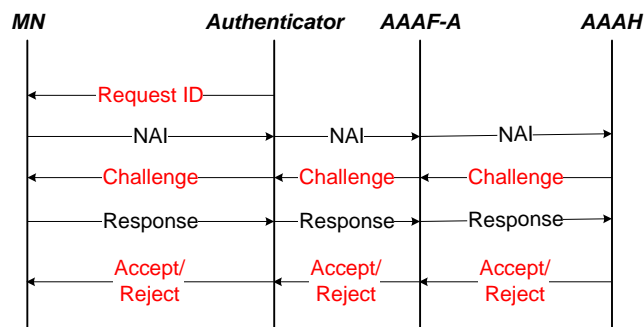 MN Authenticator AAAF-A AAAH
Request ID
NAI NAI NAI
Challenge Challenge Challenge
Response Response Response
Accept/ Accept/ Accept/
Reject Reject Reject